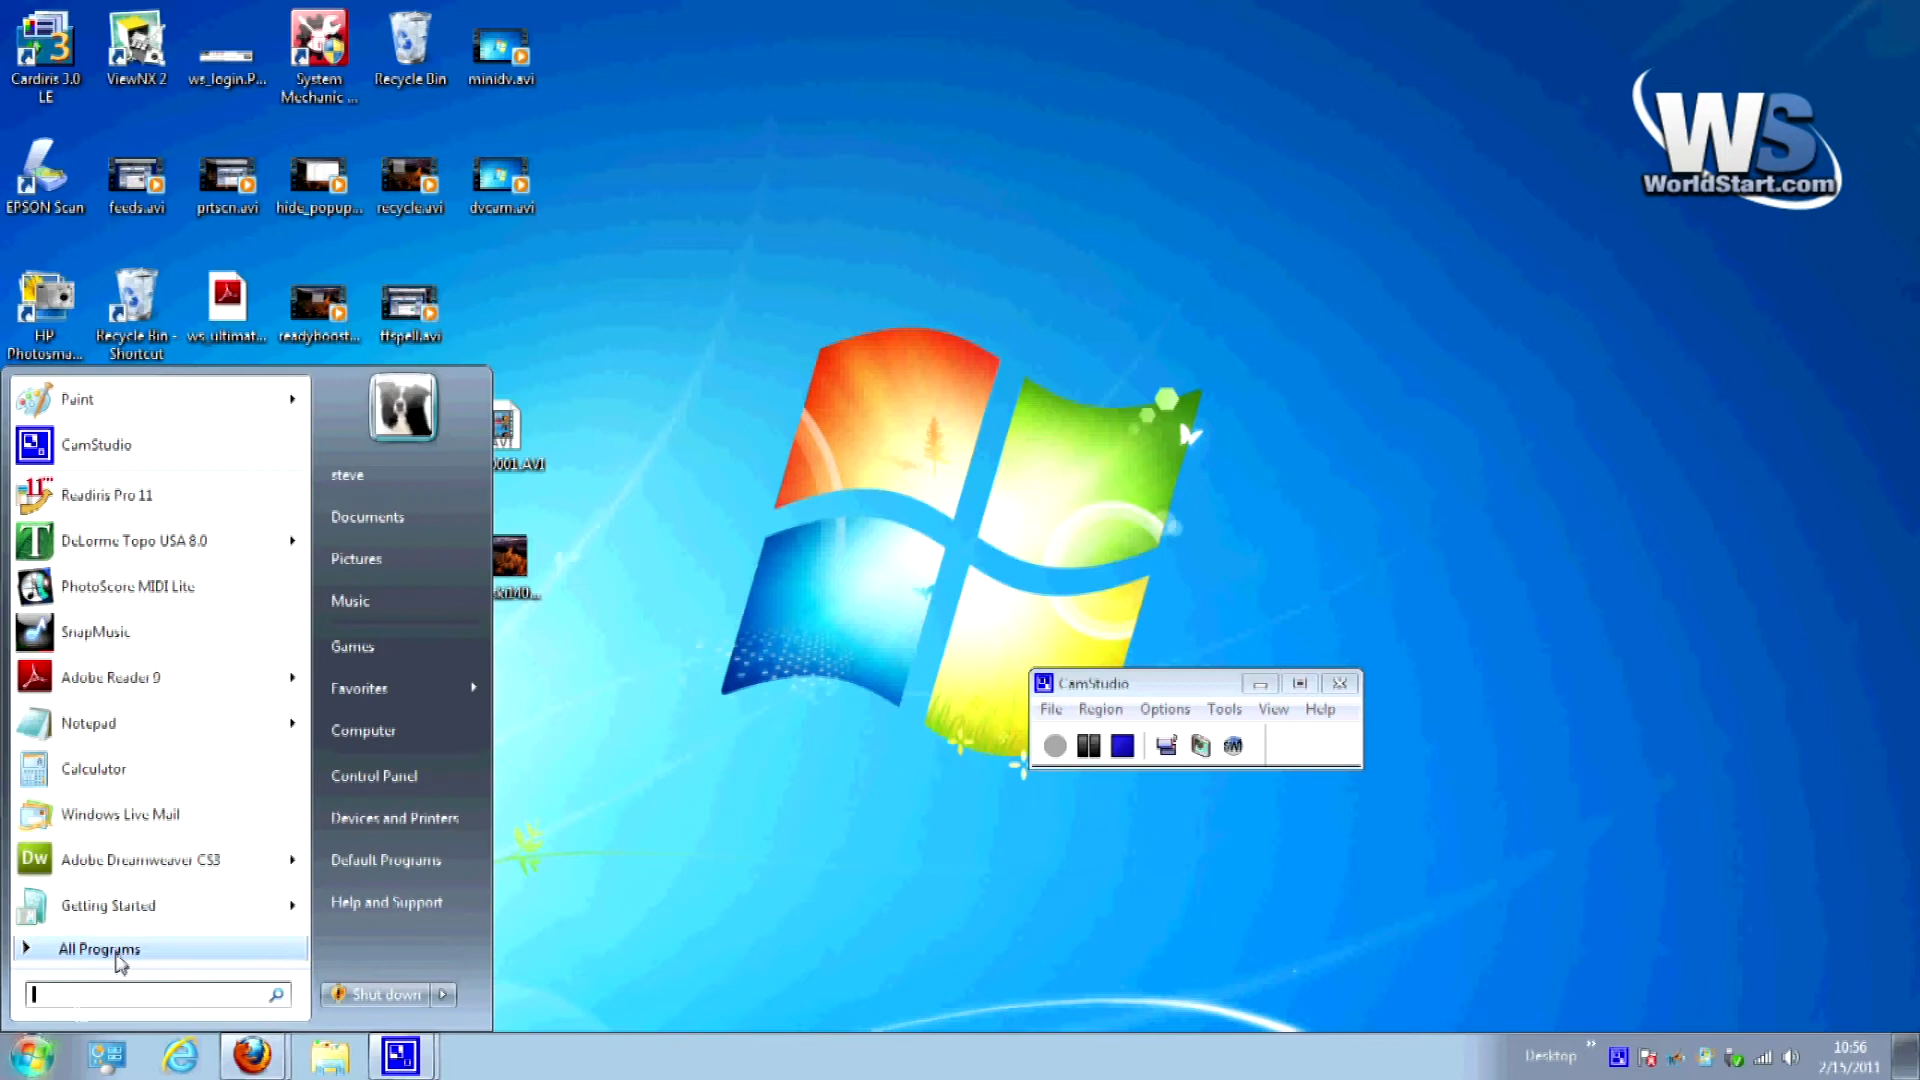 Cardiris 3.0
LE
ViewNX 2
ws_login.P...
System
Mechanic ...
Recycle Bin
minidv.avi
EPSON Scan
feeds.avi
prtscn.avi
hide_popup...
recycle.avi
dvcam.avi
HP
Photosma...
Recycle Bin -
Shortcut
ws_ultimat...
readyboost...
ffspell.avi
WS
WorldStart.com
Paint
CamStudio
Readiris Pro 11
DeLorme Topo USA 8.0
PhotoScore MIDI Lite
SnapMusic
Adobe Reader 9
Notepad
Calculator
Windows Live Mail
Adobe Dreamweaver CS3
Getting Started
All Programs
steve
Documents
Pictures
Music
Games
Favorites
Computer
Control Panel
Devices and Printers
Default Programs
Help and Support
Shut down
0001.AVI
CamStudio
File Region Options Tools View Help
Desktop
10:56
2/15/2011